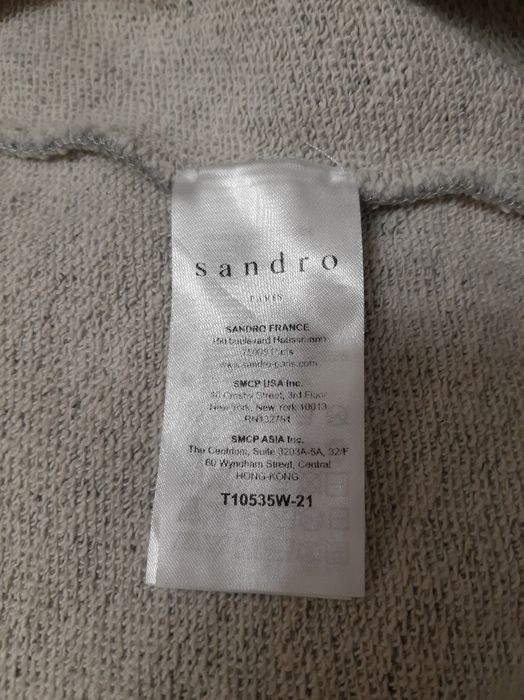 sandro
PARIS
SANDRO FRANCE
150 boulevard Haussmann
75008 Paris
www.sandro-paris.com
SMCP USA Inc.
Crosby Street, 3rd Floor
New York, New York 10013
RN132751
SMCP ASIA Inc.
The Centrium, Suite 3203A-5A, 32/F
60 Wyndham Street, Central
HONG-KONG
T10535W-21